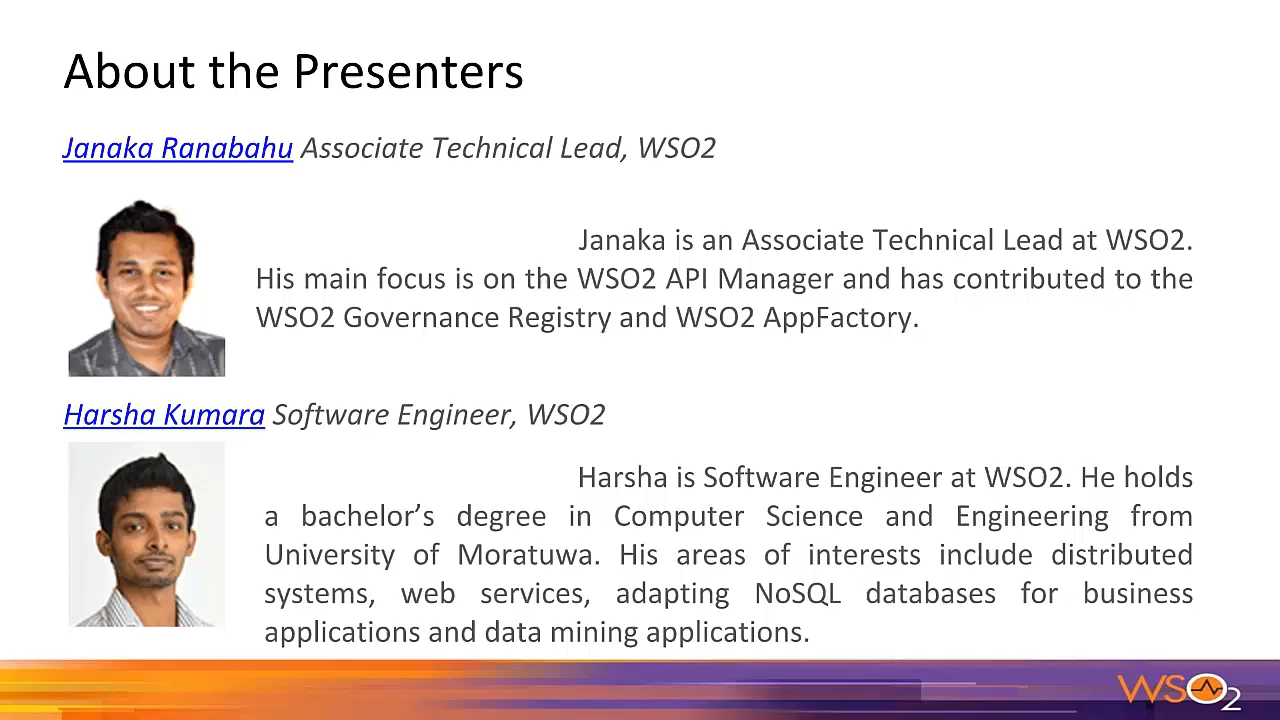 About the Presenters
Janaka Ranabahu Associate Technical Lead, WSO2
Janaka is an Associate Technical Lead at WSO2.
His main focus is on the WSO2 API Manager and has contributed to the
WSO2 Governance Registry and WSO2 AppFactory.
Harsha Kumara Software Engineer, WSO2
Harsha is Software Engineer at WSO2. He holds
a bachelor’s degree in Computer Science and Engineering from
University of Moratuwa. His areas of interests include distributed
systems, web services, adapting NoSQL databases for business
applications and data mining applications.
WSO2